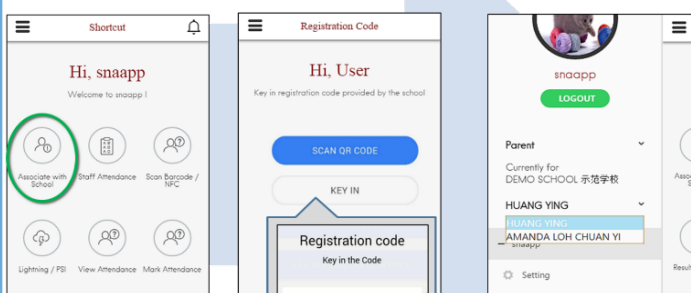 Shortcut
Hi, snaapp
Welcome to snaapp !
Associate with School
Staff Attendance
Scan Barcode / NFC
Lightning / PSI
View Attendance
Mark Attendance
Registration Code
Hi, User
Key in registration code provided by the school
SCAN QR CODE
KEY IN
Registration code
Key in the Code
snaapp
LOGOUT
Parent
Currently for
DEMO SCHOOL 示范学校
HUANG YING
HUANG YING
AMANDA LOH CHUAN YI
snaapp
Setting